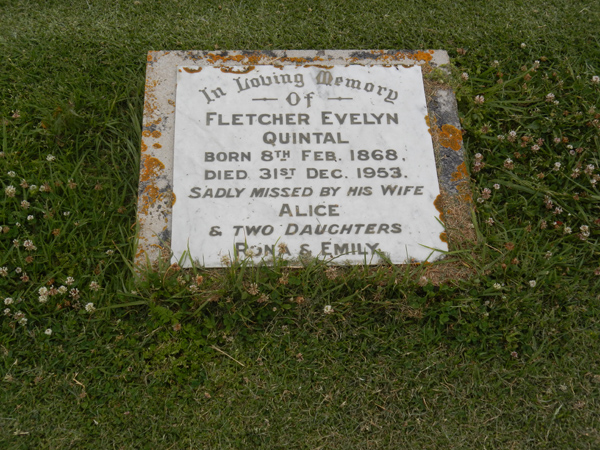 In Loving Memory
Of
FLETCHER EVELYN
QUINTAL
BORN 8TH FEB. 1868.
DIED 31ST DEC. 1953.
SADLY MISSED BY HIS WIFE
ALICE
& TWO DAUGHTERS
RONA & EMILY.